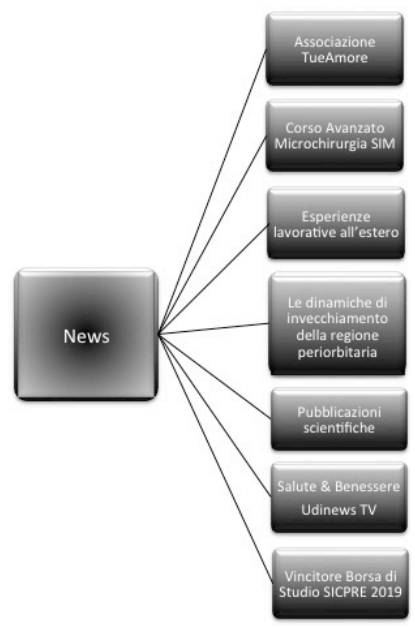 News
Associazione
TueAmore
Corso Avanzato
Microchirurgia SIM
Esperienze
lavorative all'estero
Le dinamiche di
invecchiamento
della regione
periorbitaria
Pubblicazioni
scientifiche
Salute & Benessere
Udinews TV
Vincitore Borsa di
Studio SICPRE 2019